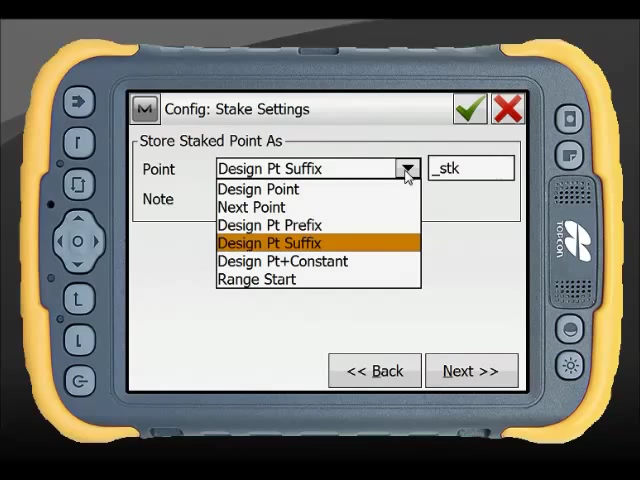 Config: Stake Settings
Store Staked Point As
Point Design Pt Suffix _stk
Note
Design Point
Next Point
Design Pt Prefix
Design Pt Suffix
Design Pt+Constant
Range Start
<< Back Next >>
TOPCON